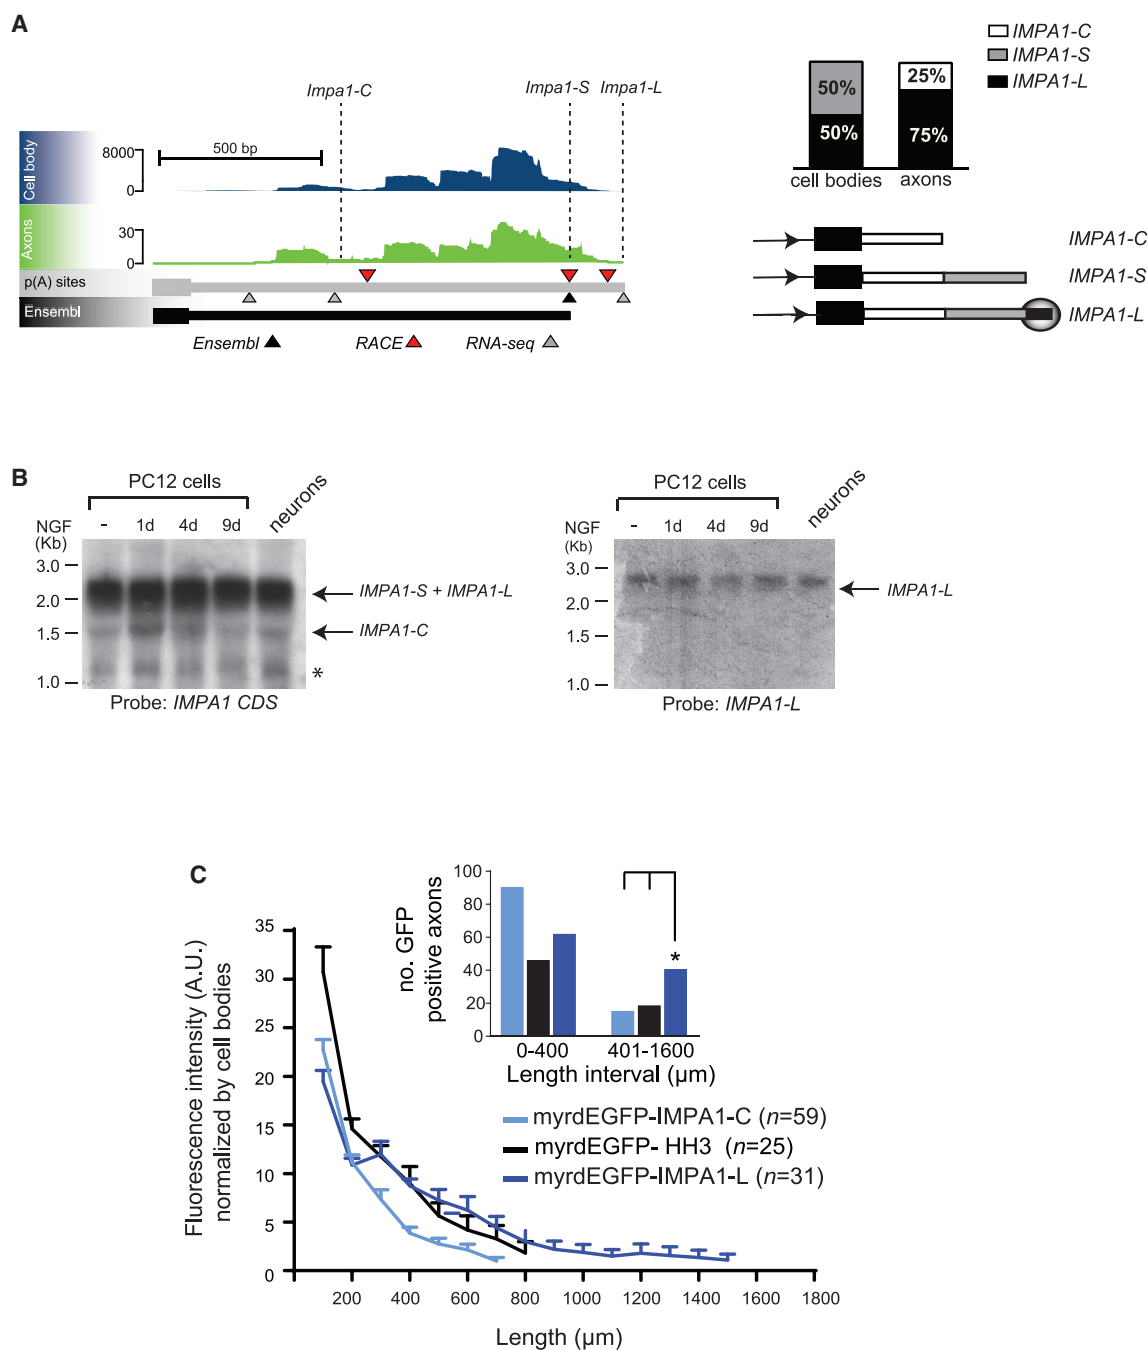 A
IMPA1-C
IMPA1-S
IMPA1-L
Impa1-C
Impa1-S
Impa1-L
Cell body
8000
0
500 bp
Axons
30
0
p(A) sites
Ensembl
Ensembl
RACE
RNA-seq
50%
50%
25%
75%
cell bodies
axons
IMPA1-C
IMPA1-S
IMPA1-L
B
PC12 cells
neurons
NGF
-
1d
4d
9d
(Kb)
3.0
2.0
1.5
1.0
IMPA1-S + IMPA1-L
IMPA1-C
*
Probe: IMPA1 CDS
PC12 cells
neurons
NGF
-
1d
4d
9d
(Kb)
3.0
2.0
1.5
1.0
IMPA1-L
Probe: IMPA1-L
C
no. GFP
positive axons
100
80
60
40
20
0
*
0-400
401-1600
Length interval (µm)
myrdEGFP-IMPA1-C (n=59)
myrdEGFP- HH3 (n=25)
myrdEGFP-IMPA1-L (n=31)
Fluorescence intensity (A.U.)
normalized by cell bodies
35
30
25
20
15
10
5
0
200
400
600
800
1000
1200
1400
1600
1800
Length (µm)